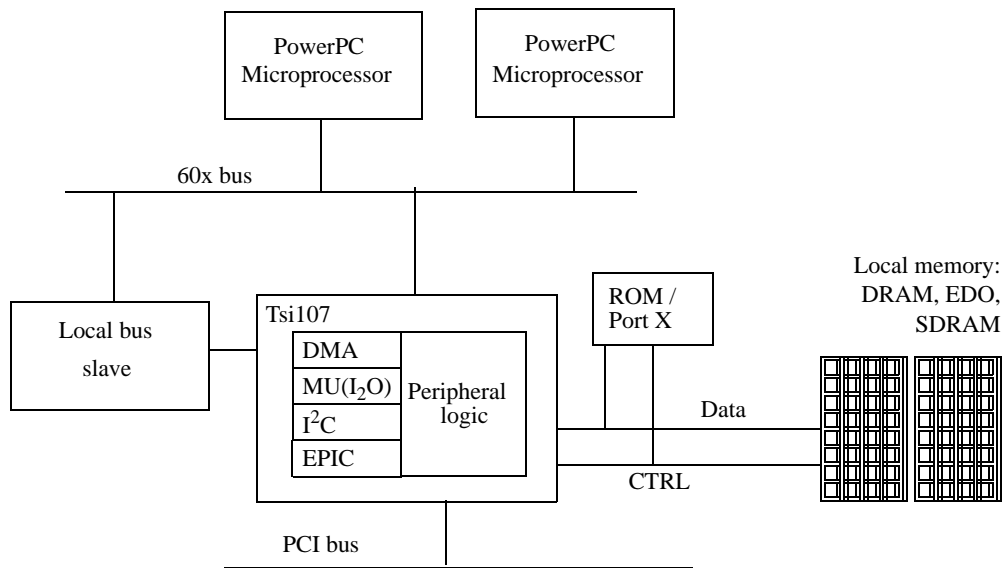 PowerPC
Microprocessor
PowerPC
Microprocessor
60x bus
Local bus
slave
Tsi107
DMA
MU(I₂O)
I²C
EPIC
Peripheral
logic
ROM /
Port X
Local memory:
DRAM, EDO,
SDRAM
Data
CTRL
PCI bus